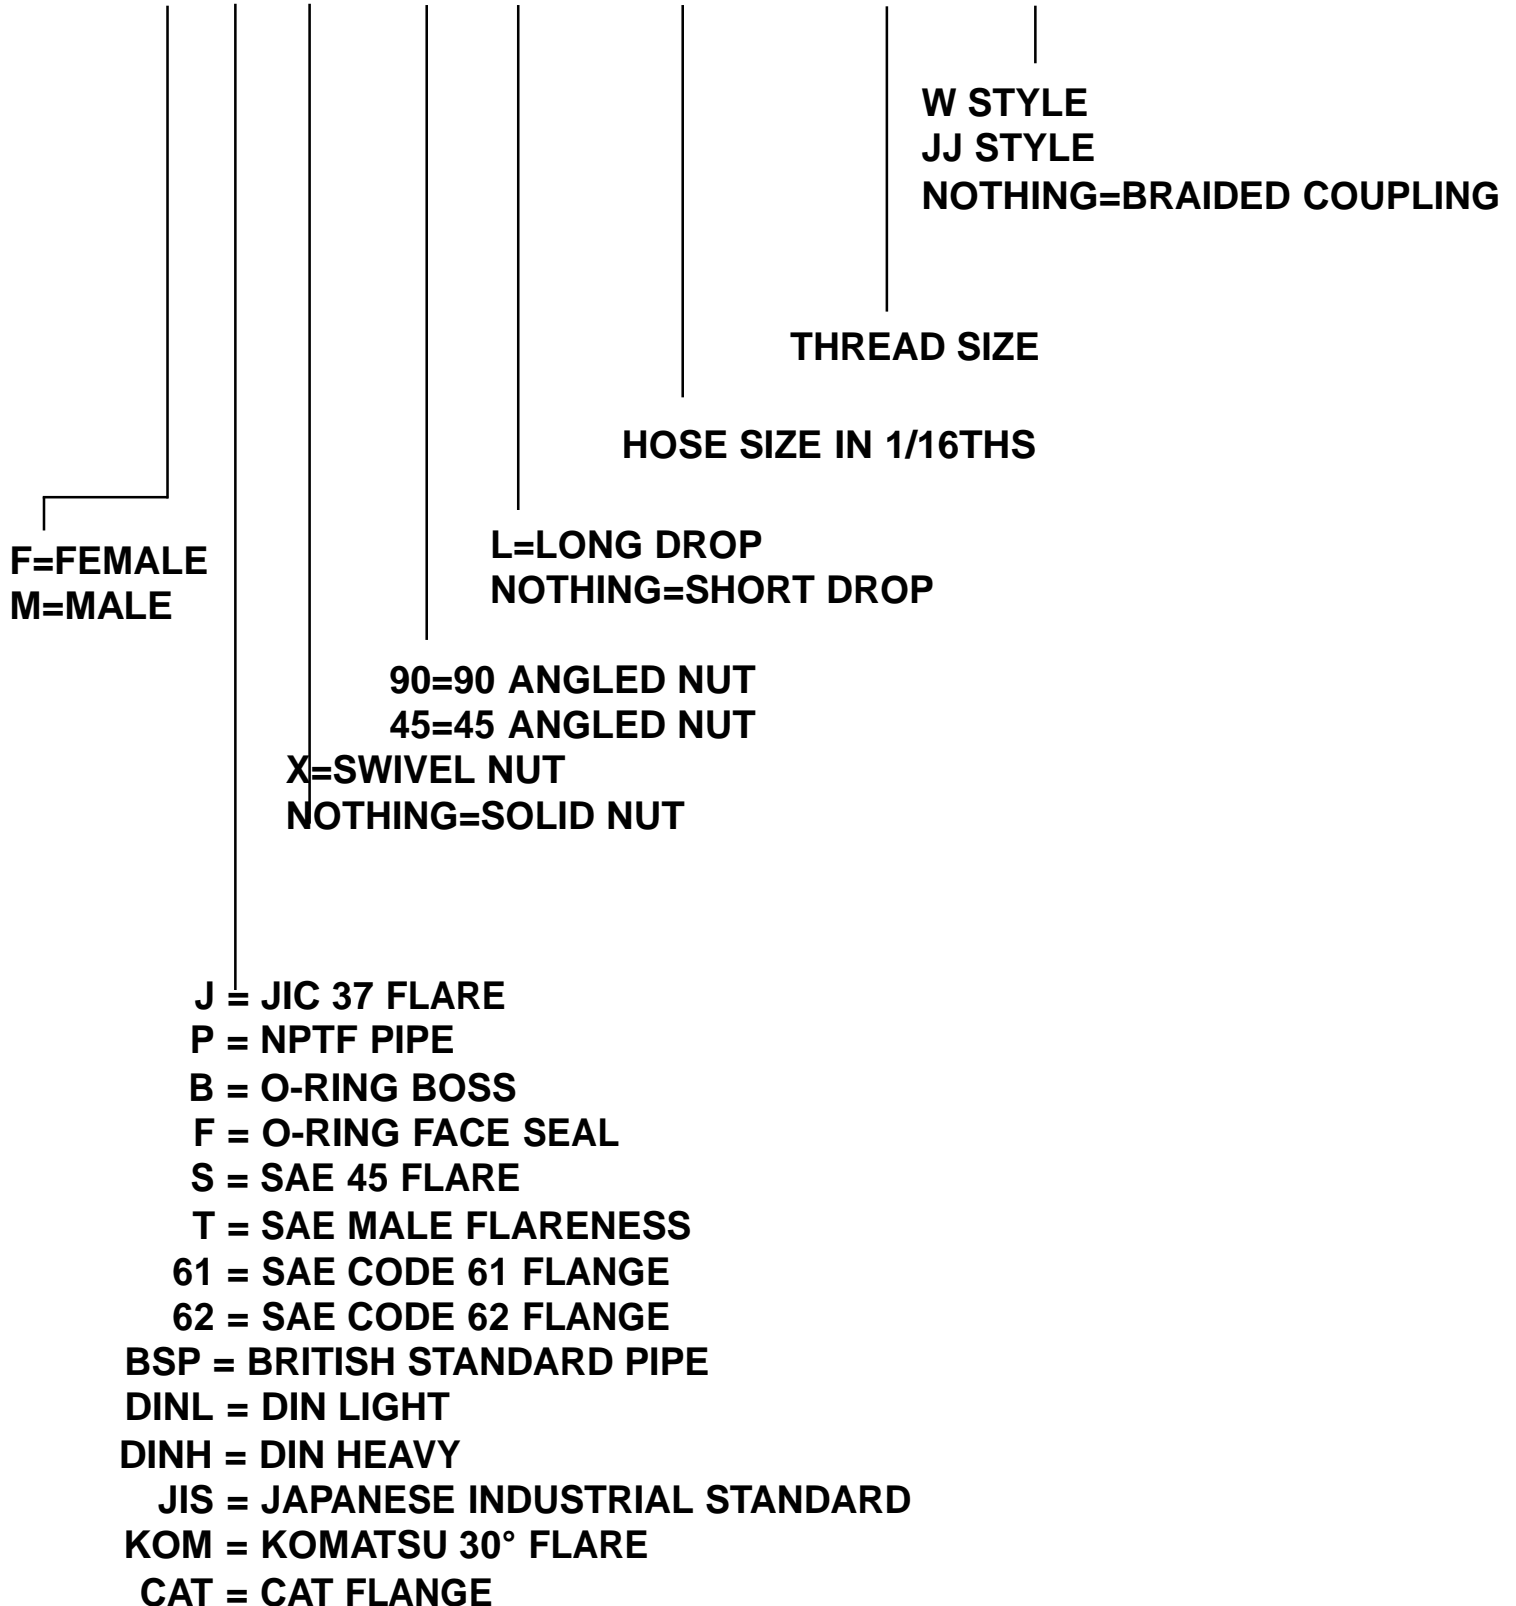 W STYLE
JJ STYLE
NOTHING=BRAIDED COUPLING
THREAD SIZE
HOSE SIZE IN 1/16THS
F=FEMALE
M=MALE
L=LONG DROP
NOTHING=SHORT DROP
90=90 ANGLED NUT
45=45 ANGLED NUT
X=SWIVEL NUT
NOTHING=SOLID NUT
J = JIC 37 FLARE
P = NPTF PIPE
B = O-RING BOSS
F = O-RING FACE SEAL
S = SAE 45 FLARE
T = SAE MALE FLARENESS
61 = SAE CODE 61 FLANGE
62 = SAE CODE 62 FLANGE
BSP = BRITISH STANDARD PIPE
DINL = DIN LIGHT
DINH = DIN HEAVY
JIS = JAPANESE INDUSTRIAL STANDARD
KOM = KOMATSU 30° FLARE
CAT = CAT FLANGE